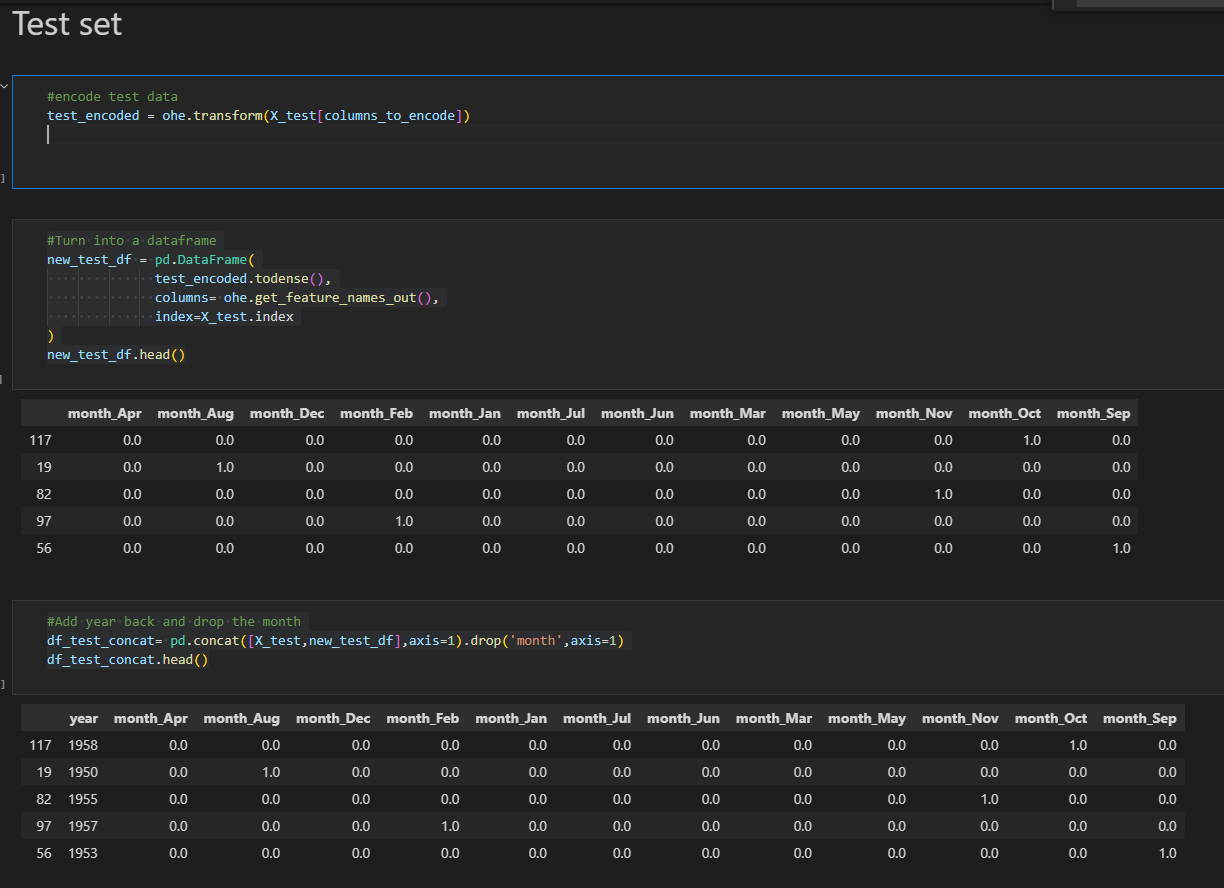 Test set
#encode test data
test_encoded = ohe.transform(X_test[columns_to_encode])
]
#Turn into a dataframe
new_test_df = pd.DataFrame(
test_encoded.todense(),
columns= ohe.get_feature_names_out(),
index=X_test.index
)
new_test_df.head()
month_Apr month_Aug month_Dec month_Feb month_Jan month_Jul month_Jun month_Mar month_May month_Nov month_Oct month_Sep
117 0.0 0.0 0.0 0.0 0.0 0.0 0.0 0.0 0.0 0.0 1.0 0.0
19 0.0 1.0 0.0 0.0 0.0 0.0 0.0 0.0 0.0 0.0 0.0 0.0
82 0.0 0.0 0.0 0.0 0.0 0.0 0.0 0.0 0.0 1.0 0.0 0.0
97 0.0 0.0 0.0 1.0 0.0 0.0 0.0 0.0 0.0 0.0 0.0 0.0
56 0.0 0.0 0.0 0.0 0.0 0.0 0.0 0.0 0.0 0.0 0.0 1.0
#Add year back and drop the month
df_test_concat= pd.concat([X_test,new_test_df],axis=1).drop('month',axis=1)
df_test_concat.head()
]
year month_Apr month_Aug month_Dec month_Feb month_Jan month_Jul month_Jun month_Mar month_May month_Nov month_Oct month_Sep
117 1958 0.0 0.0 0.0 0.0 0.0 0.0 0.0 0.0 0.0 0.0 1.0 0.0
19 1950 0.0 1.0 0.0 0.0 0.0 0.0 0.0 0.0 0.0 0.0 0.0 0.0
82 1955 0.0 0.0 0.0 0.0 0.0 0.0 0.0 0.0 0.0 1.0 0.0 0.0
97 1957 0.0 0.0 0.0 1.0 0.0 0.0 0.0 0.0 0.0 0.0 0.0 0.0
56 1953 0.0 0.0 0.0 0.0 0.0 0.0 0.0 0.0 0.0 0.0 0.0 1.0